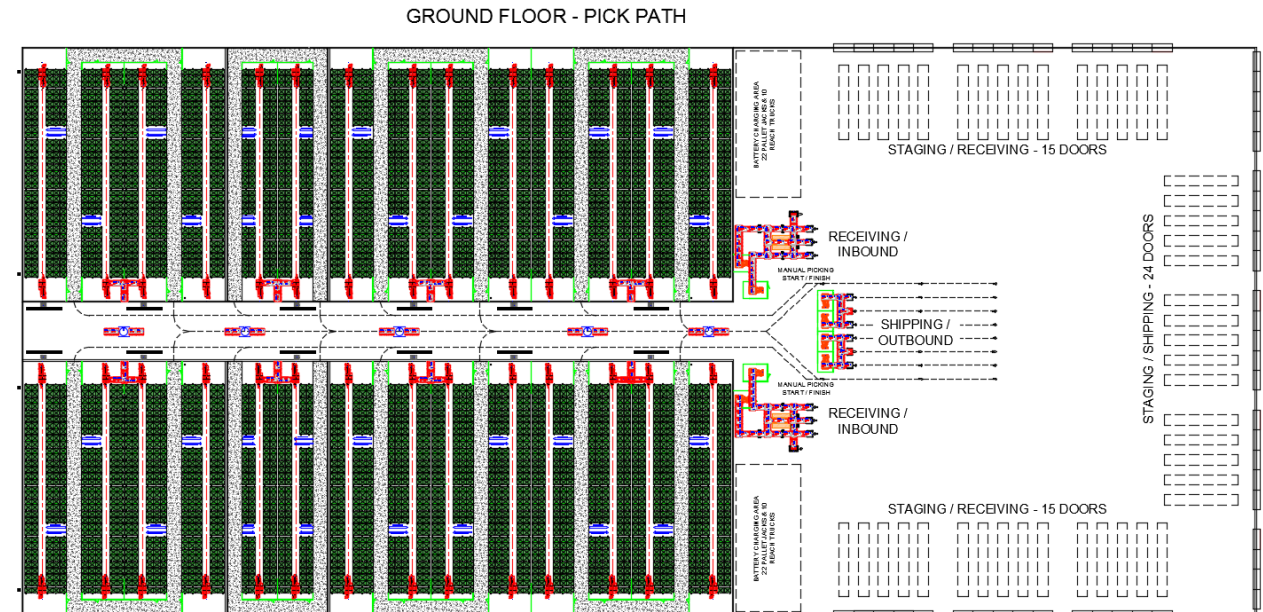 GROUND FLOOR - PICK PATH
BATTERY CHARGING AREA
22 PALLET JACKS & 10
REACH TRUCKS
STAGING / RECEIVING - 15 DOORS
RECEIVING /
INBOUND
MANUAL PICKING
START / FINISH
SHIPPING /
OUTBOUND
STAGING / SHIPPING - 24 DOORS
MANUAL PICKING
START / FINISH
RECEIVING /
INBOUND
BATTERY CHARGING AREA
22 PALLET JACKS & 10
REACH TRUCKS
STAGING / RECEIVING - 15 DOORS